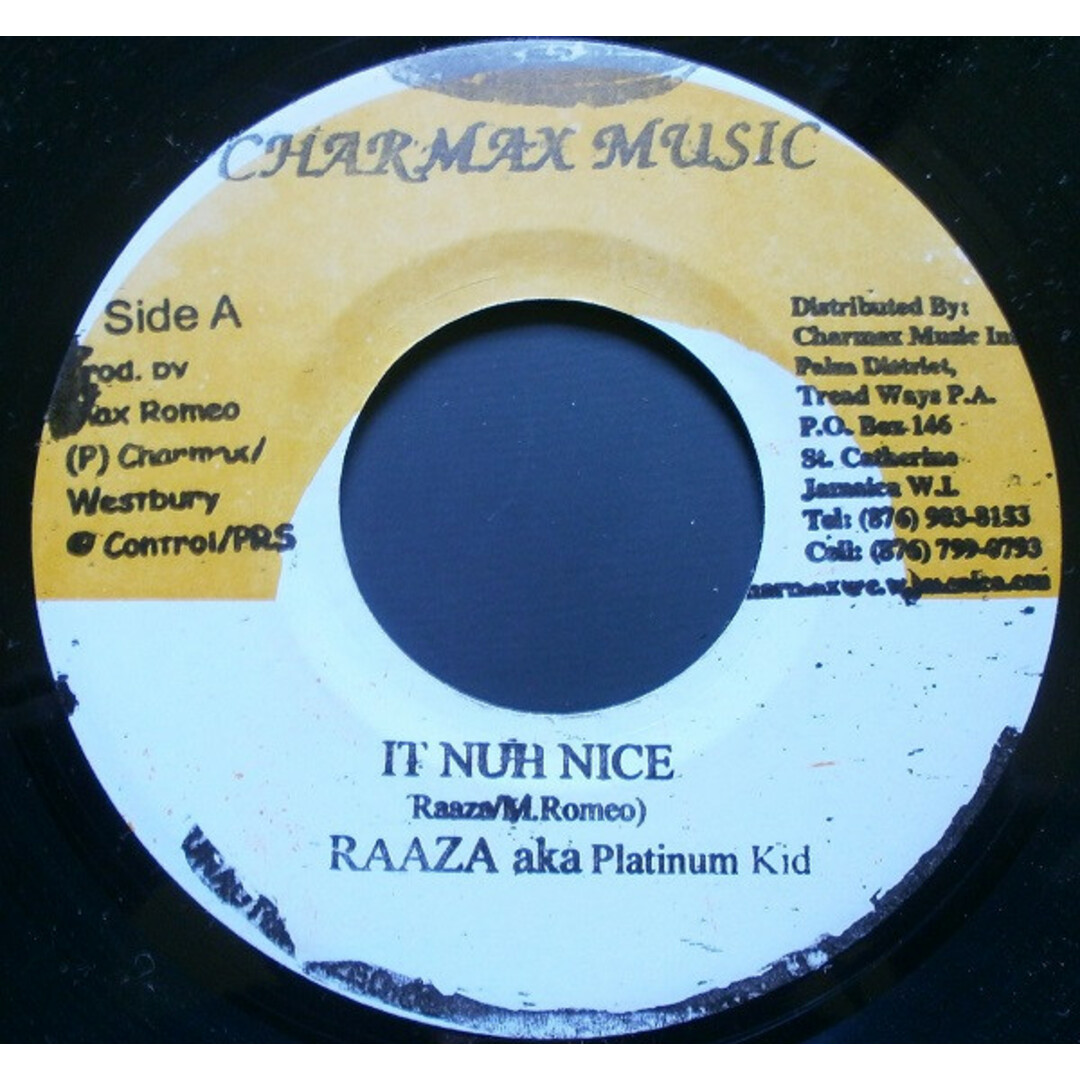 CHARMAX MUSIC
Side A
Prod. DV
Max Romeo
(P) Charmax/
Westbury
Control/PRS
Distributed By:
Charmax Music In
Palm District,
Tread Ways P.A.
P.O. Box 146
St. Catherine
Jamaica W.I.
Tel: (876) 983-8153
Cell: (876) 799-0793
IT NUH NICE
Raaza/M.Romeo)
RAAZA aka Platinum Kid